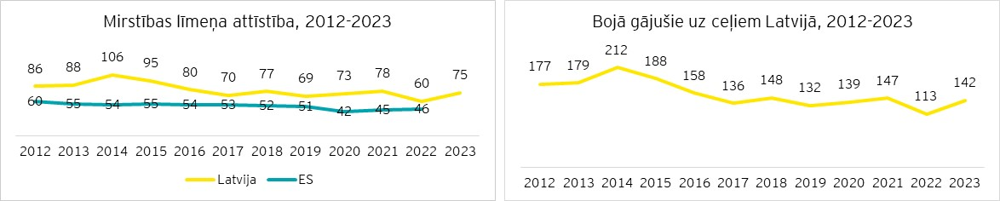 Mirstības līmeņa attīstība, 2012-2023
86 88 106 95 80 70 77 69 73 78 60 75
60 55 54 55 54 53 52 51 42 45 46
2012 2013 2014 2015 2016 2017 2018 2019 2020 2021 2022 2023
Latvija ES
Bojā gājušie uz ceļiem Latvijā, 2012-2023
177 179 212 188 158 136 148 132 139 147 113 142
2012 2013 2014 2015 2016 2017 2018 2019 2020 2021 2022 2023